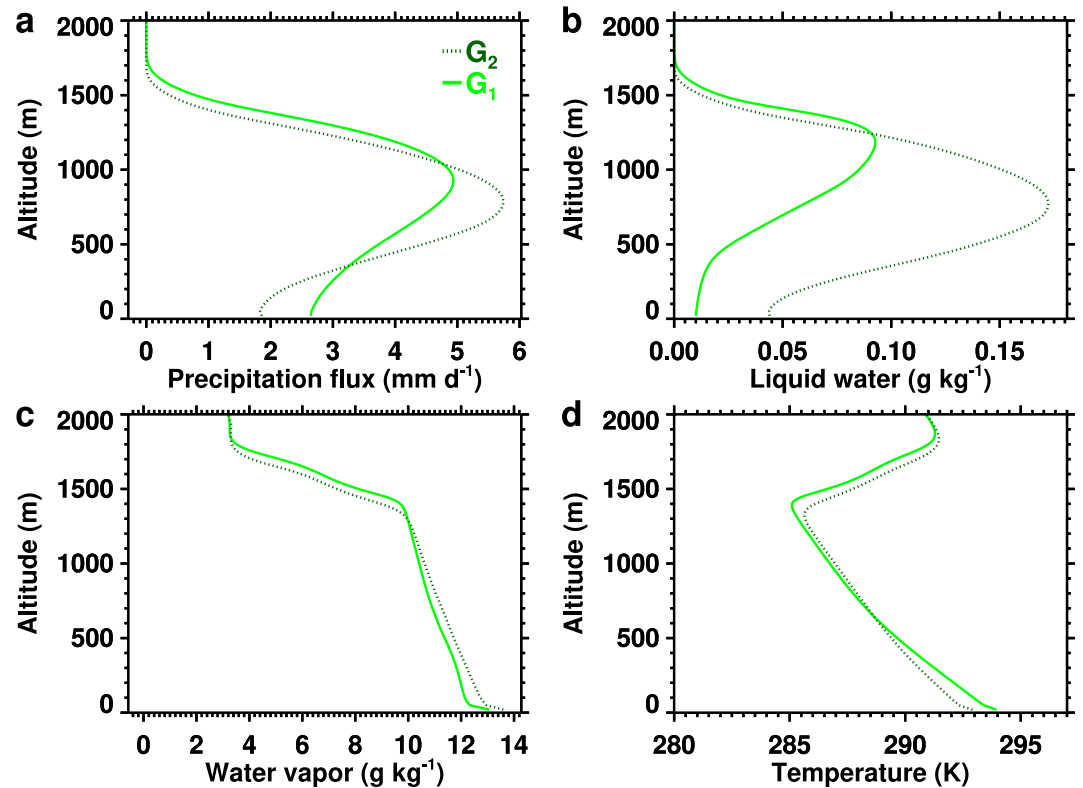 a
2000
1500
1000
500
0
Altitude (m)
G2
G1
0 1 2 3 4 5 6
Precipitation flux (mm d-1)
b
2000
1500
1000
500
0
Altitude (m)
0.00 0.05 0.10 0.15
Liquid water (g kg-1)
c
2000
1500
1000
500
0
Altitude (m)
0 2 4 6 8 10 12 14
Water vapor (g kg-1)
d
2000
1500
1000
500
0
Altitude (m)
280 285 290 295
Temperature (K)